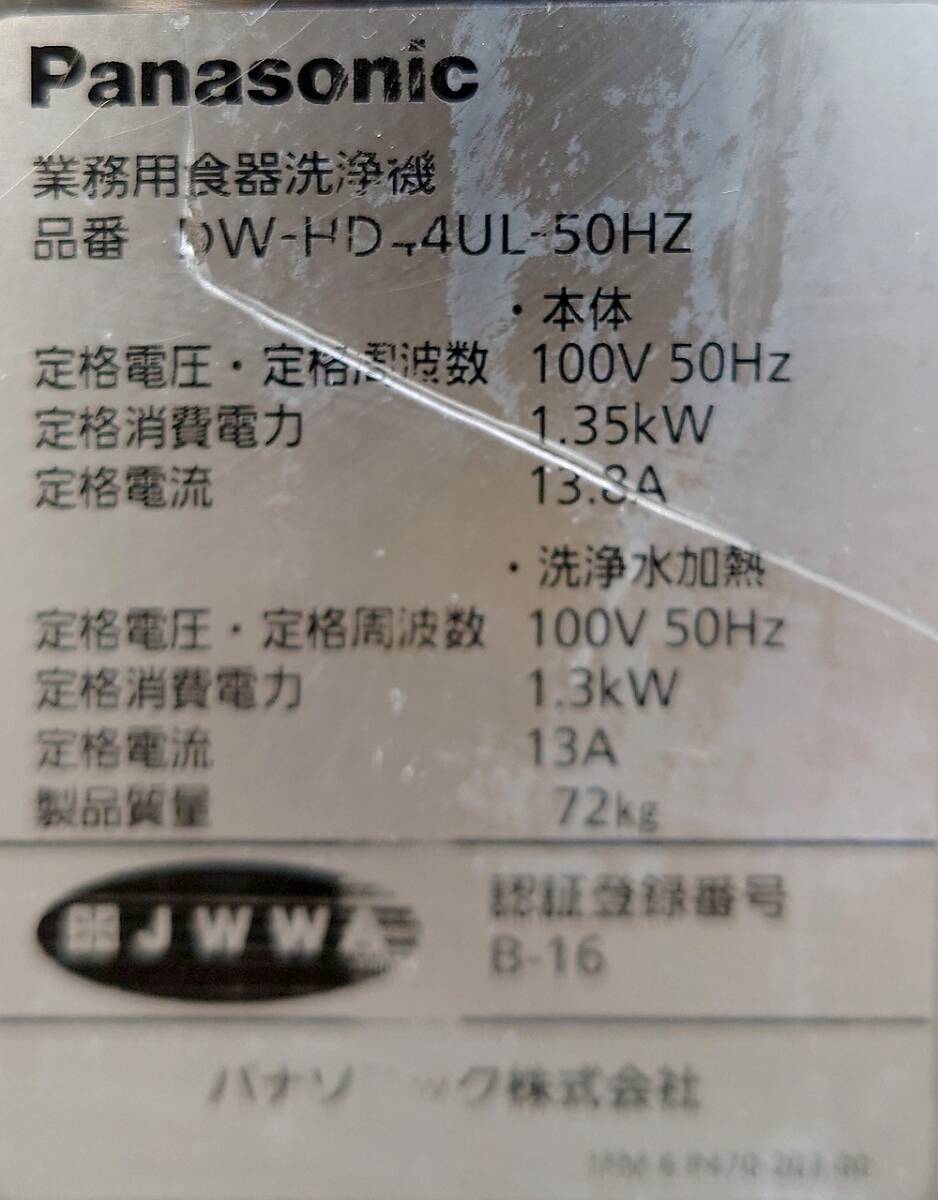 Panasonic
業務用食器洗浄機
品番 DW-HD44UL-50HZ
・本体
定格電圧・定格周波数 100V 50Hz
定格消費電力 1.35kW
定格電流 13.8A
・洗浄水加熱
定格電圧・定格周波数 100V 50Hz
定格消費電力 1.3kW
定格電流 13A
製品質量 72kg
JWWA 認証登録番号
B-16
パナソニック株式会社